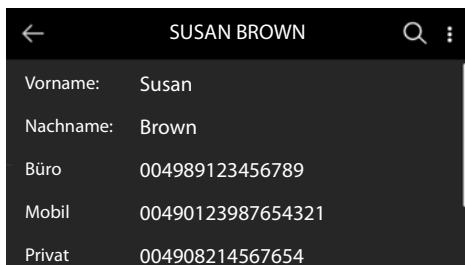 SUSAN BROWN
Vorname: Susan
Nachname: Brown
Büro 004989123456789
Mobil 00490123987654321
Privat 004908214567654